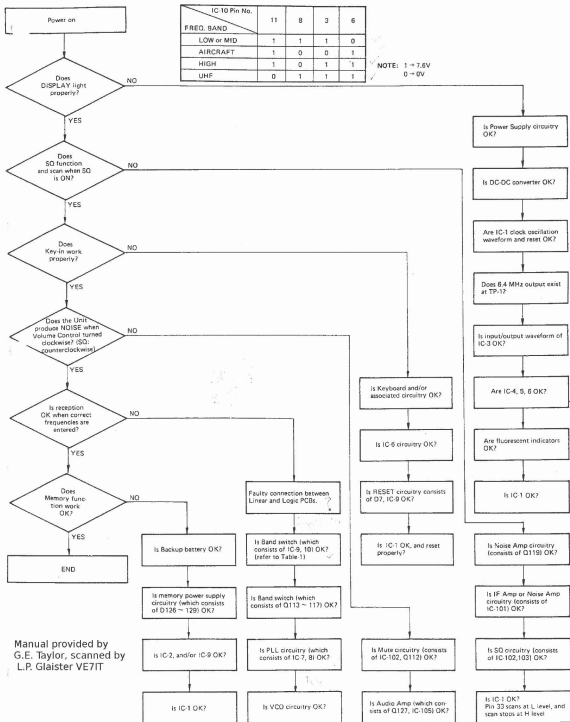 Power on
IC-10 Pin No.
FREQ. BAND
11 8 3 6
LOW or MID 1 1 1 0
AIRCRAFT 1 0 0 1
HIGH 1 0 1 1
UHF 0 1 1 1
NOTE: 1 → 7.6V
0 → 0V
Does
DISPLAY light
properly?
NO
YES
Does
SQ function
and scan when SQ
is ON?
NO
YES
Does
Key-in work
properly?
NO
YES
Does the Unit
produce NOISE when
Volume Control turned
clockwise? (SQ:
counterclockwise)
NO
YES
Is reception
OK when correct
frequencies are
entered?
NO
YES
Does
Memory func-
tion work
OK?
NO
YES
END
Is Backup battery OK?
Is memory power supply
circuitry (which consists
of D126 ~ 129) OK?
Is IC-2, and/or IC-9 OK?
Is IC-1 OK?
Faulty connection between
Linear and Logic PCBs.
Is Band switch (which
consists of IC-9, 10) OK?
(refer to Table-1)
Is Band switch (which
consists of Q113 ~ 117) OK?
Is PLL circuitry (which
consists of IC-7, 8) OK?
Is VCO circuitry OK?
Is Mute circuitry (consists
of IC-102, Q112) OK?
Is Audio Amp (which con-
sists of Q127, IC-105) OK?
Is Keyboard and/or
associated circuitry OK?
Is IC-6 circuitry OK?
Is RESET circuitry consists
of D7, IC-9 OK?
Is IC-1 OK, and reset
properly?
Is Power Supply circuitry
OK?
Is DC-DC converter OK?
Are IC-1 clock oscillation
waveform and reset OK?
Does 6.4 MHz output exist
at TP-1?
Is input/output waveform of
IC-3 OK?
Are IC-4, 5, 6 OK?
Are fluorescent indicators
OK?
Is IC-1 OK?
Is Noise Amp circuitry
(consists of Q119) OK?
Is IF Amp or Noise Amp
circuitry (consists of
IC-101) OK?
Is SQ circuitry (consists
of IC-102,103) OK?
Is IC-1 OK?
Pin 33 scans at L level, and
scan stops at H level
Manual provided by
G.E. Taylor, scanned by
L.P. Glaister VE7IT